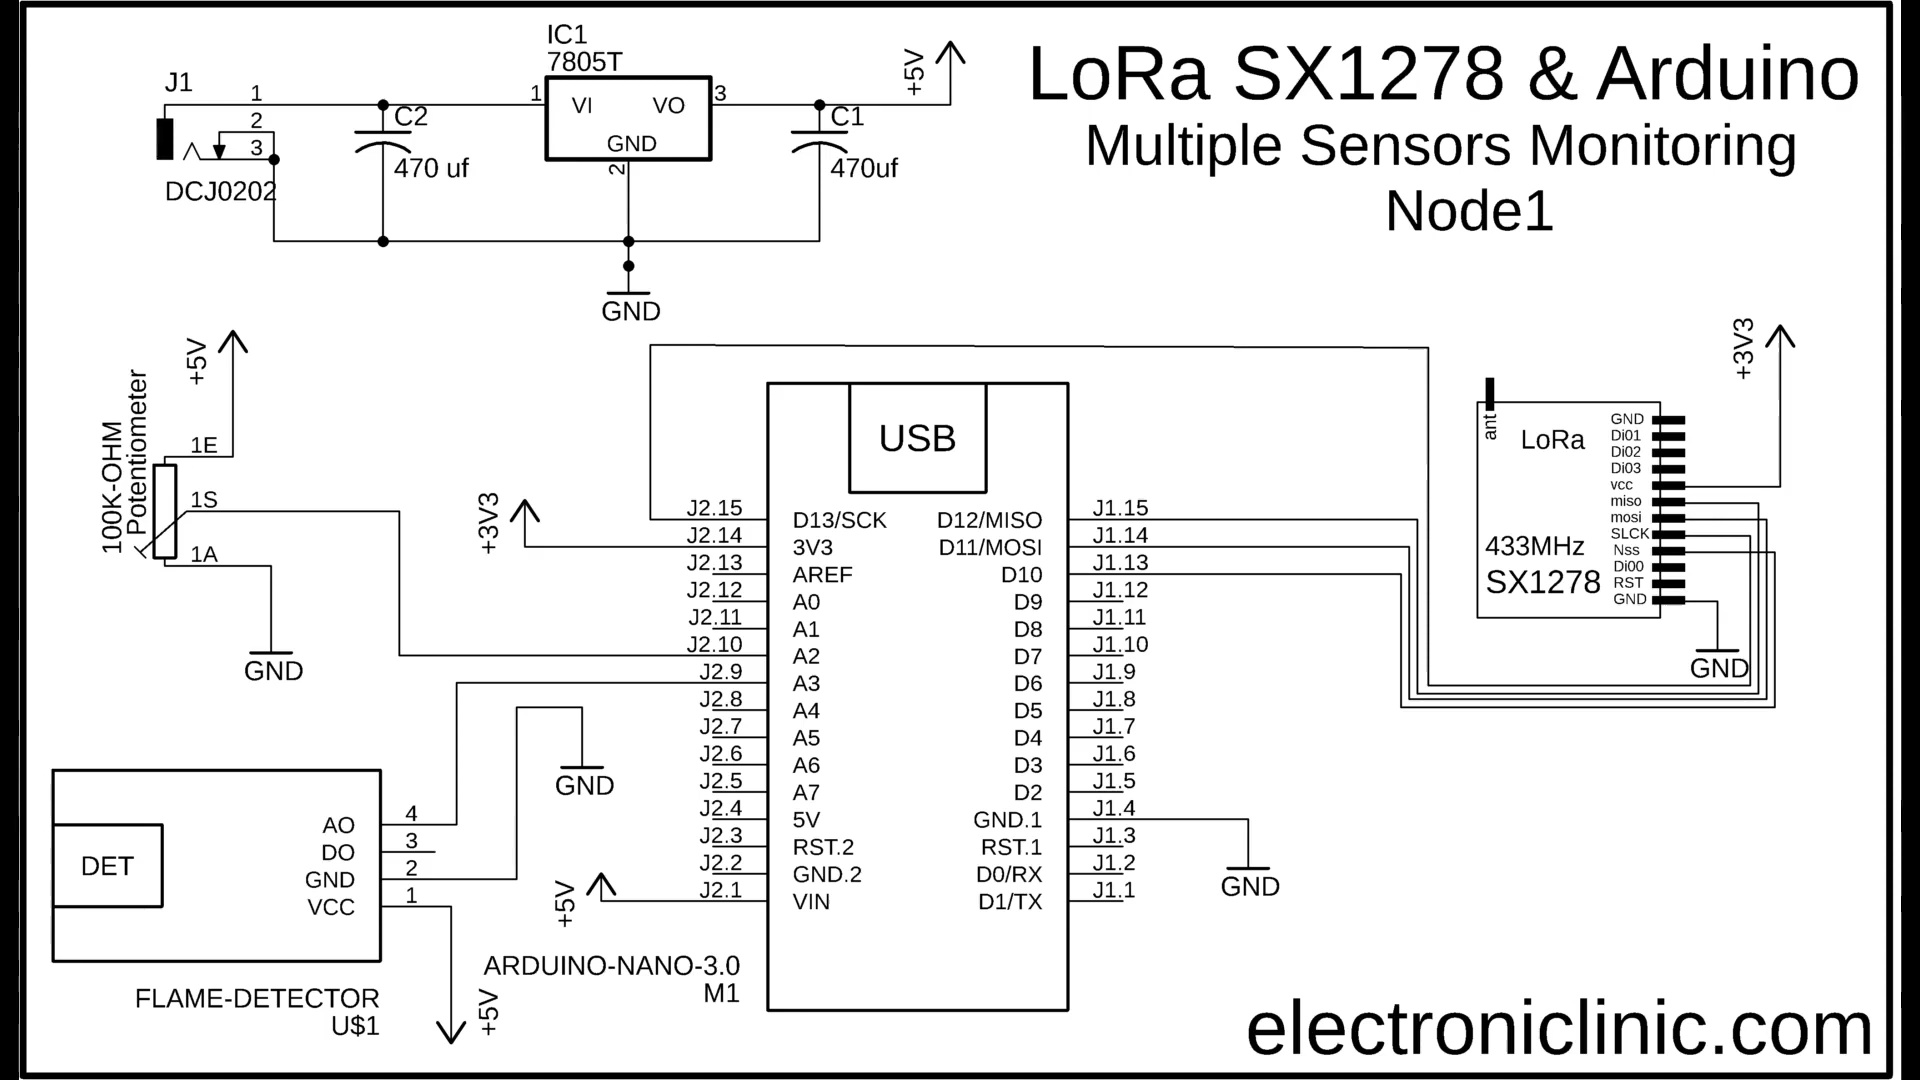 LoRa SX1278 & Arduino
Multiple Sensors Monitoring
Node1
J1
1
2
3
DCJ0202
C2
470 uf
IC1
7805T
1
VI
VO
3
GND
2
C1
470uf
+5V
GND
+5V
100K-OHM
Potentiometer
1E
1S
1A
GND
+3V3
USB
J2.15 D13/SCK D12/MISO J1.15
J2.14 3V3 D11/MOSI J1.14
J2.13 AREF D10 J1.13
J2.12 A0 D9 J1.12
J2.11 A1 D8 J1.11
J2.10 A2 D7 J1.10
J2.9 A3 D6 J1.9
J2.8 A4 D5 J1.8
J2.7 A5 D4 J1.7
J2.6 A6 D3 J1.6
J2.5 A7 D2 J1.5
J2.4 5V GND.1 J1.4
J2.3 RST.2 RST.1 J1.3
J2.2 GND.2 D0/RX J1.2
J2.1 VIN D1/TX J1.1
GND
+5V
GND
ARDUINO-NANO-3.0
M1
+3V3
ant
LoRa
433MHz
SX1278
GND
Di01
Di02
Di03
vcc
miso
mosi
SLCK
Nss
Di00
RST
GND
GND
DET
AO 4
DO 3
GND 2
VCC 1
FLAME-DETECTOR
U$1
+5V
electroniclinic.com